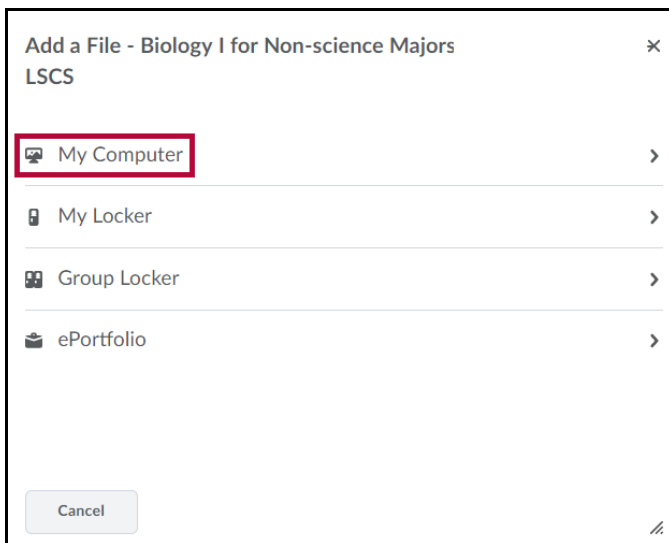 Add a File - Biology I for Non-science Majors
LSCS
My Computer
My Locker
Group Locker
ePortfolio
Cancel